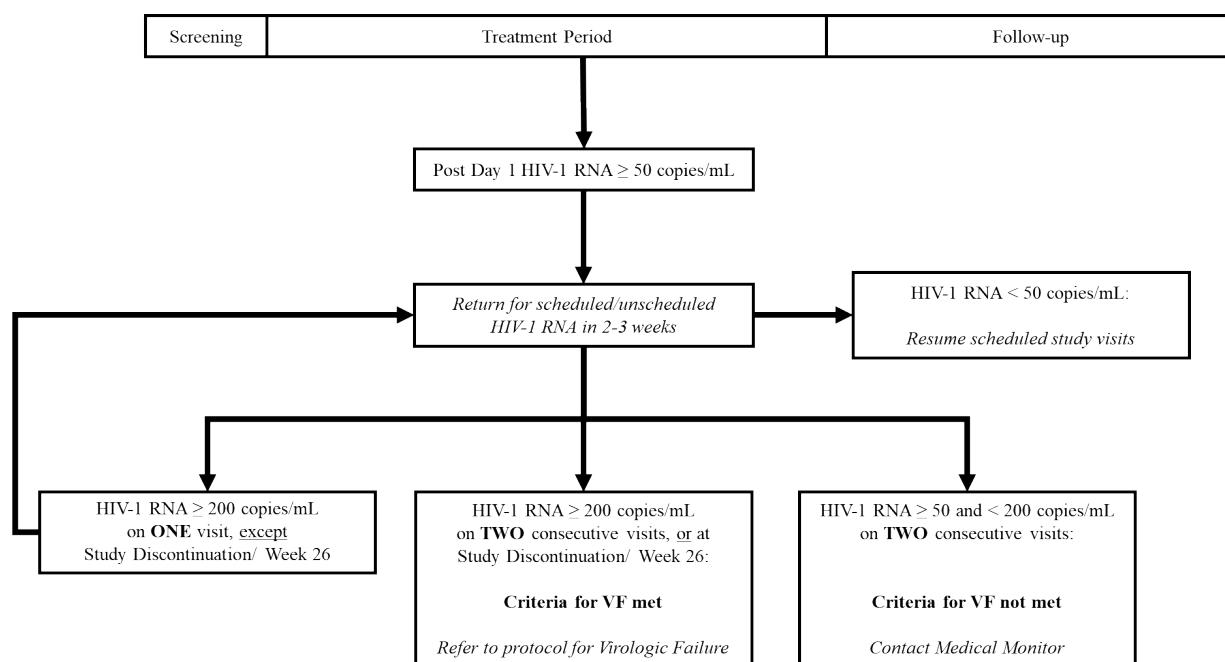 Screening
Treatment Period
Follow-up
Post Day 1 HIV-1 RNA ≥ 50 copies/mL
Return for scheduled/unscheduled
HIV-1 RNA in 2-3 weeks
HIV-1 RNA < 50 copies/mL:
Resume scheduled study visits
HIV-1 RNA ≥ 200 copies/mL
on ONE visit, except
Study Discontinuation/ Week 26
HIV-1 RNA ≥ 200 copies/mL
on TWO consecutive visits, or at
Study Discontinuation/ Week 26:
Criteria for VF met
Refer to protocol for Virologic Failure
HIV-1 RNA ≥ 50 and < 200 copies/mL
on TWO consecutive visits:
Criteria for VF not met
Contact Medical Monitor